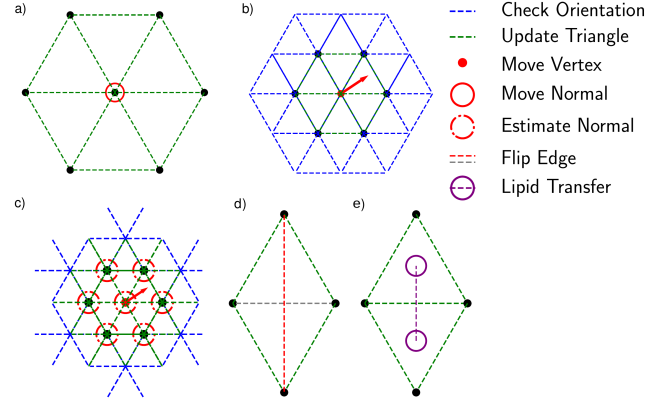 a)
b)
Check Orientation
Update Triangle
Move Vertex
Move Normal
Estimate Normal
Flip Edge
Lipid Transfer
c)
d)
e)